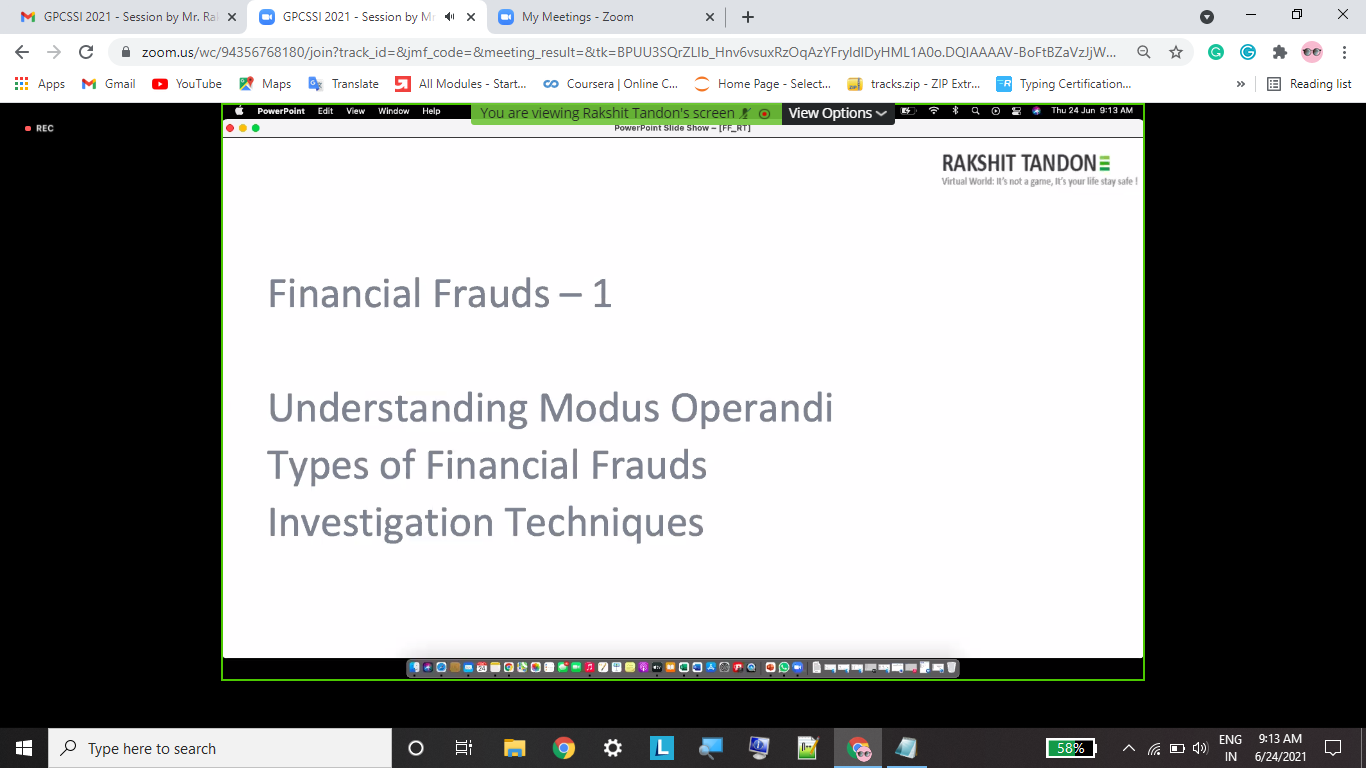 GPCSSI 2021 - Session by Mr. Ra
GPCSSI 2021 - Session by Mr
My Meetings - Zoom
zoom.us/wc/94356768180/join?track_id=&jmf_code=&meeting_result=&tk=
Apps
Gmail
YouTube
Maps
Translate
All Modules - Start...
Coursera | Online C...
Home Page - Select...
tracks.zip - ZIP Extr...
Typing Certification...
»
Reading list
REC
PowerPoint Edit View Window Help
You are viewing Rakshit Tandon's screen
View Options
Thu 24 Jun 9:13 AM
PowerPoint Slide Show – [FF_RT]
RAKSHIT TANDON
Virtual World: It's not a game, It's your life stay safe !
Financial Frauds – 1
Understanding Modus Operandi
Types of Financial Frauds
Investigation Techniques
Type here to search
58%
ENG
IN
9:13 AM
6/24/2021